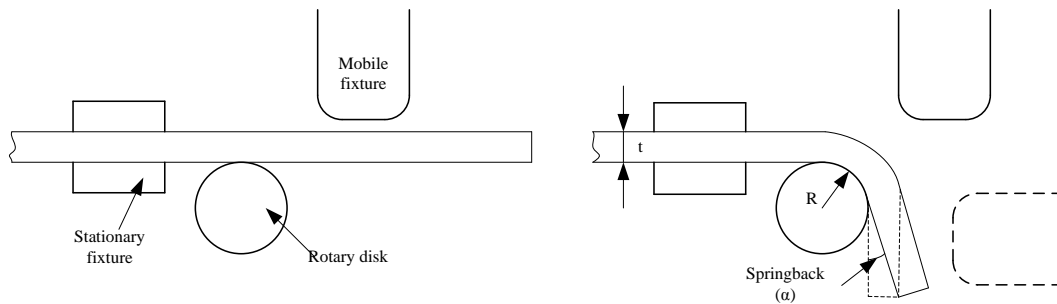 Mobile
fixture
Stationary
fixture
Rotary disk
t
R
Springback
(α)